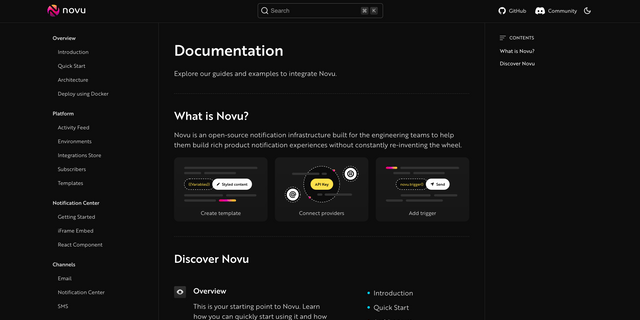 novu
Search
⌘ K
GitHub
Community
Overview
Introduction
Quick Start
Architecture
Deploy using Docker
Platform
Activity Feed
Environments
Integrations Store
Subscribers
Templates
Notification Center
Getting Started
iFrame Embed
React Component
Channels
Email
Notification Center
SMS
Documentation
Explore our guides and examples to integrate Novu.
What is Novu?
Novu is an open-source notification infrastructure built for the engineering teams to help
them build rich product notification experiences without constantly re-inventing the wheel.
Styled content
Create template
API Key
Connect providers
novu.trigger()
Send
Add trigger
Discover Novu
Overview
This is your starting point to Novu. Learn
how you can quickly start using it and how
Introduction
Quick Start
CONTENTS
What is Novu?
Discover Novu